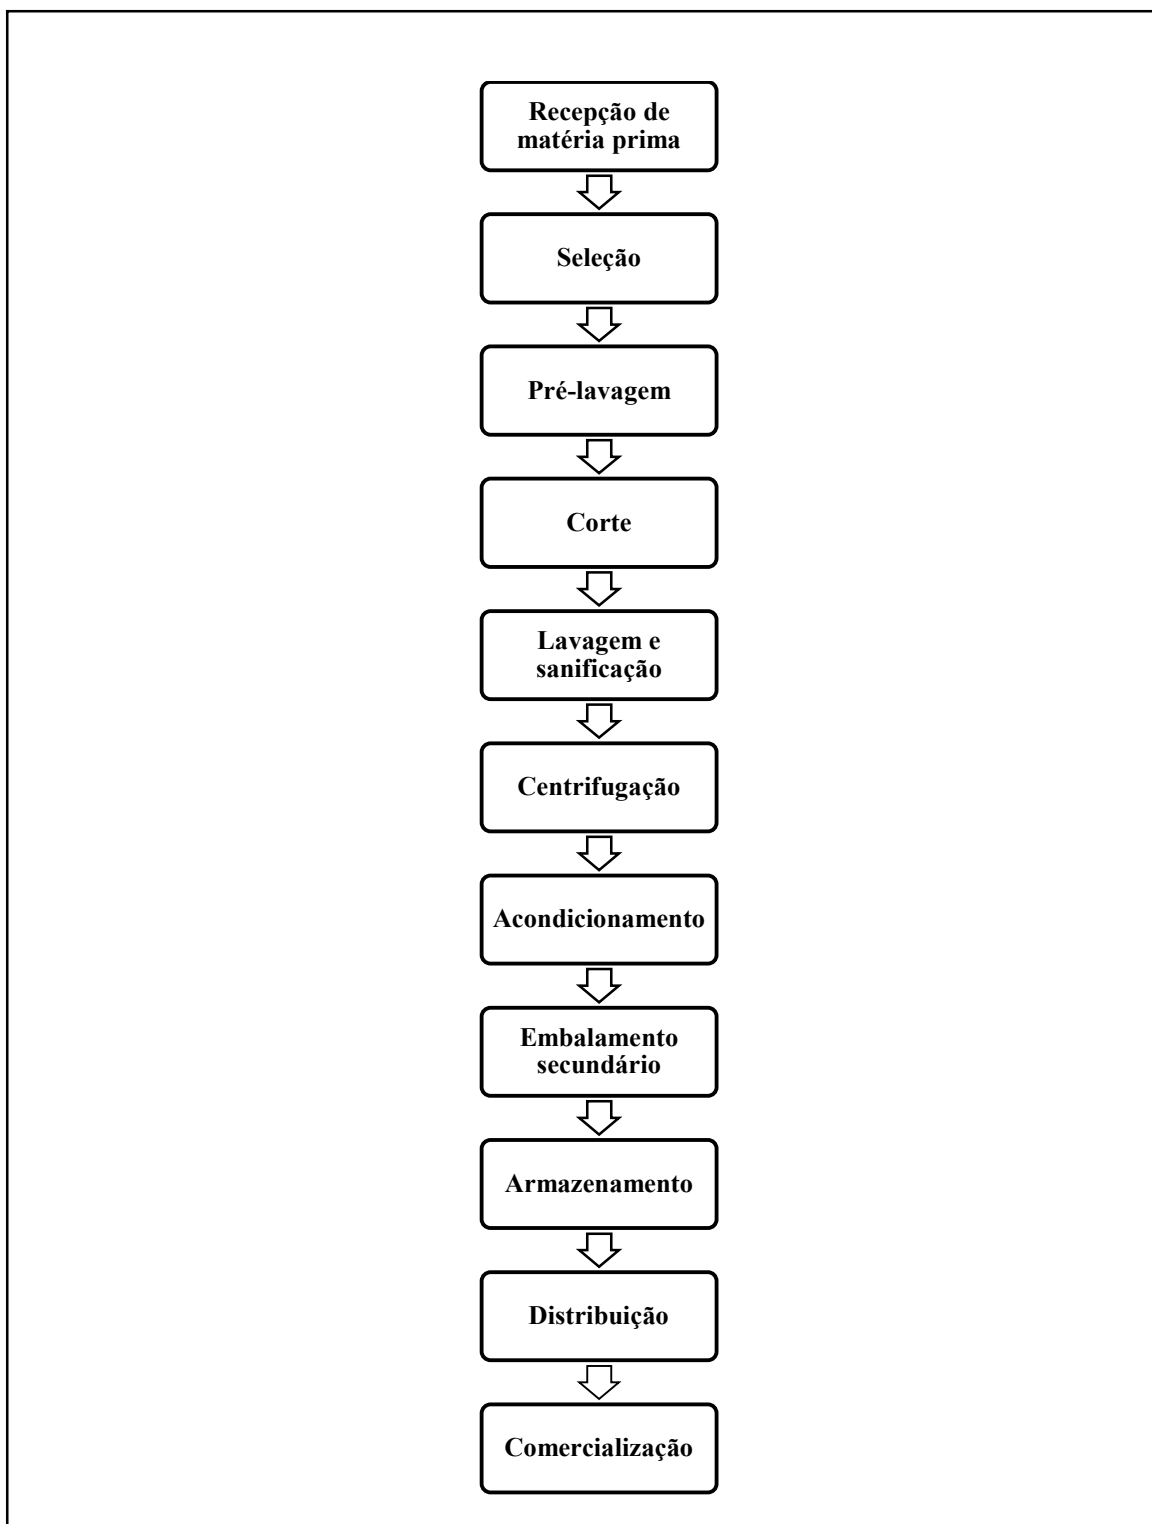 Recepção de
matéria prima
Seleção
Pré-lavagem
Corte
Lavagem e
sanificação
Centrifugação
Acondicionamento
Embalamento
secundário
Armazenamento
Distribuição
Comercialização